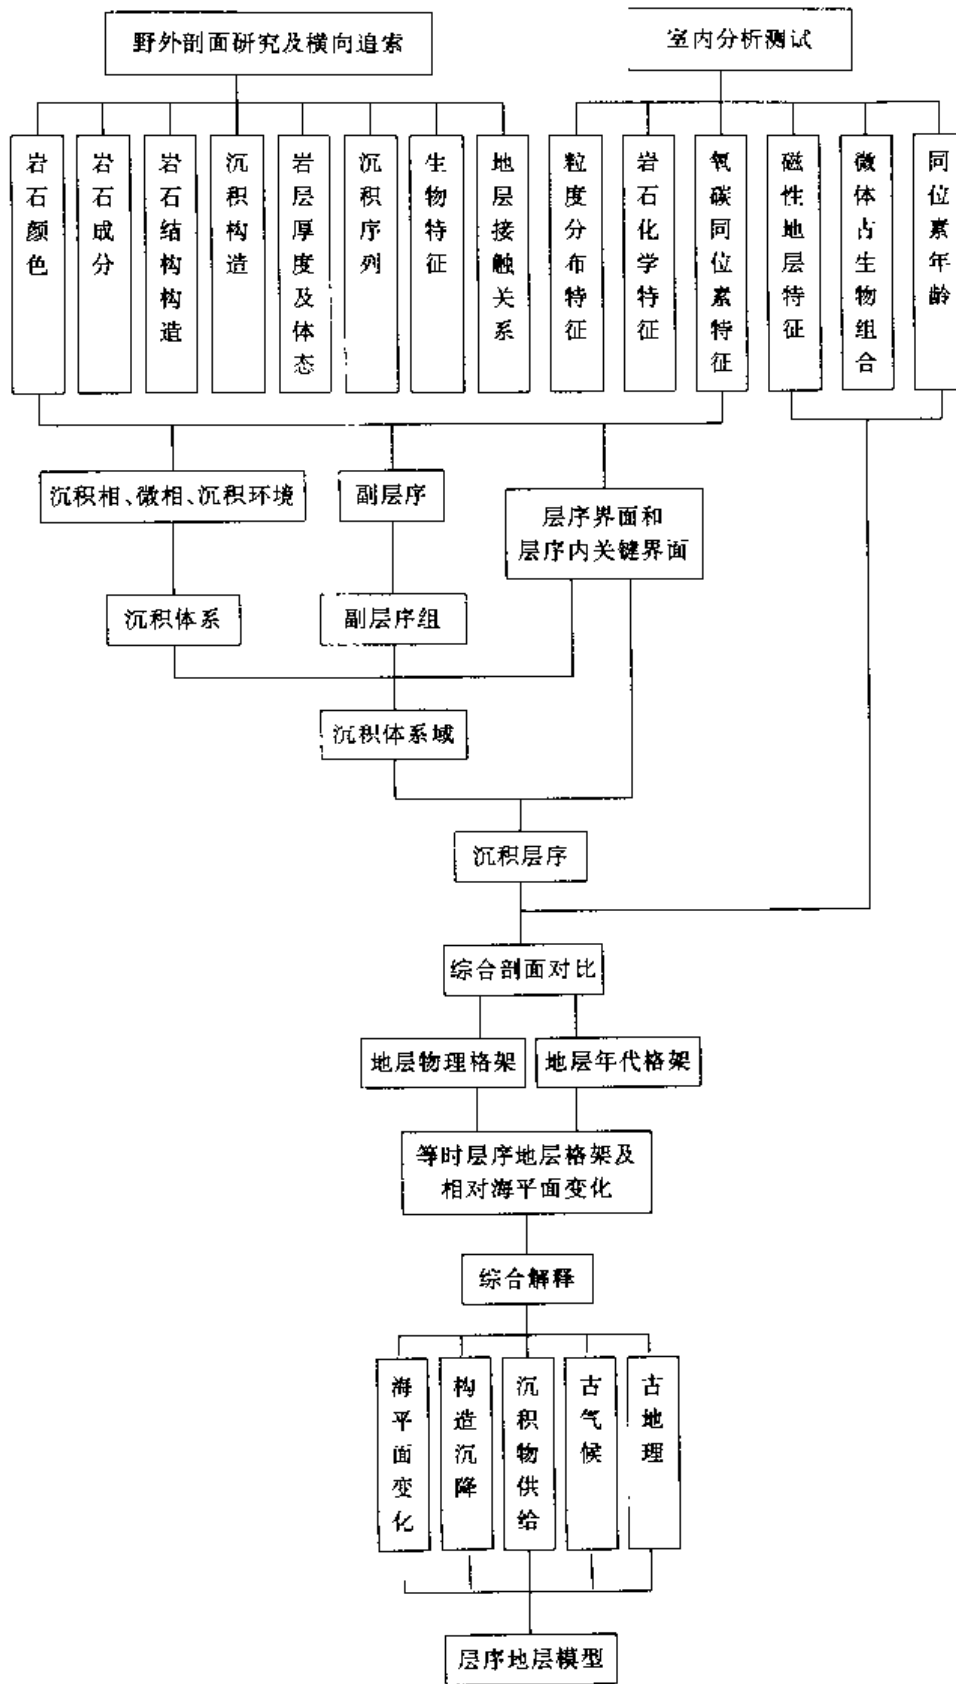 野外剖面研究及横向追索
室内分析测试
岩石颜色
岩石成分
岩石结构构造
沉积构造
岩层厚度及体态
沉积序列
生物特征
地层接触关系
粒度分布特征
岩石化学特征
氧碳同位素特征
磁性地层特征
微体古生物组合
同位素年龄
沉积相、微相、沉积环境
副层序
层序界面和
层序内关键界面
沉积体系
副层序组
沉积体系域
沉积层序
综合剖面对比
地层物理格架
地层年代格架
等时层序地层格架及
相对海平面变化
综合解释
海平面变化
构造沉降
沉积物供给
古气候
古地理
层序地层模型